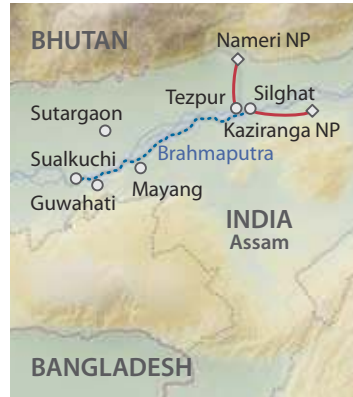 BHUTAN
Nameri NP
Tezpur
Silghat
Sutargaon
Kaziranga NP
Sualkuchi
Brahmaputra
Guwahati
Mayang
INDIA
Assam
BANGLADESH